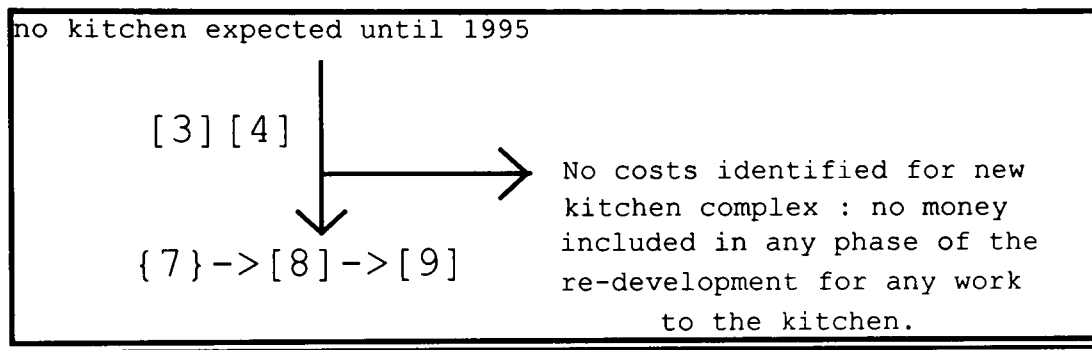 no kitchen expected until 1995
[3][4]
No costs identified for new
kitchen complex : no money
included in any phase of the
re-development for any work
to the kitchen.
{7}->[8]->[9]